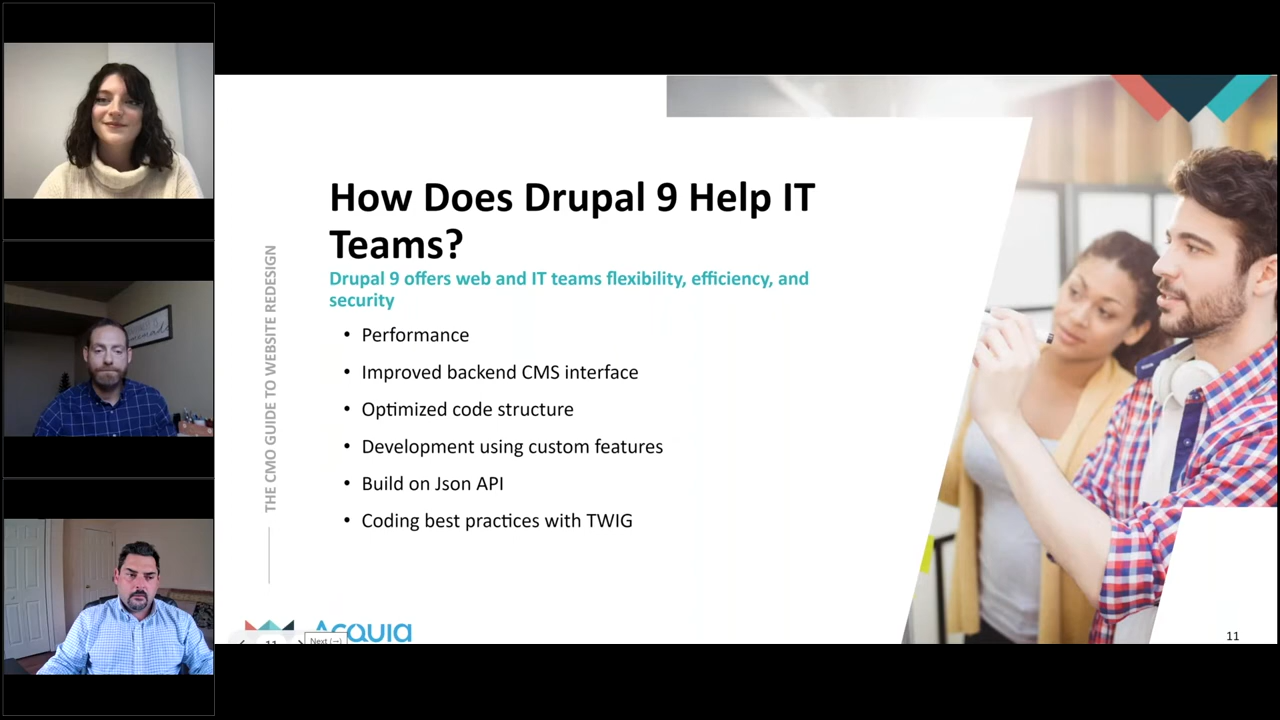 How Does Drupal 9 Help IT
Teams?
Drupal 9 offers web and IT teams flexibility, efficiency, and
security
• Performance
• Improved backend CMS interface
• Optimized code structure
• Development using custom features
• Build on Json API
• Coding best practices with TWIG
THE CMO GUIDE TO WEBSITE REDESIGN
11
Next (→)
Acquia
11